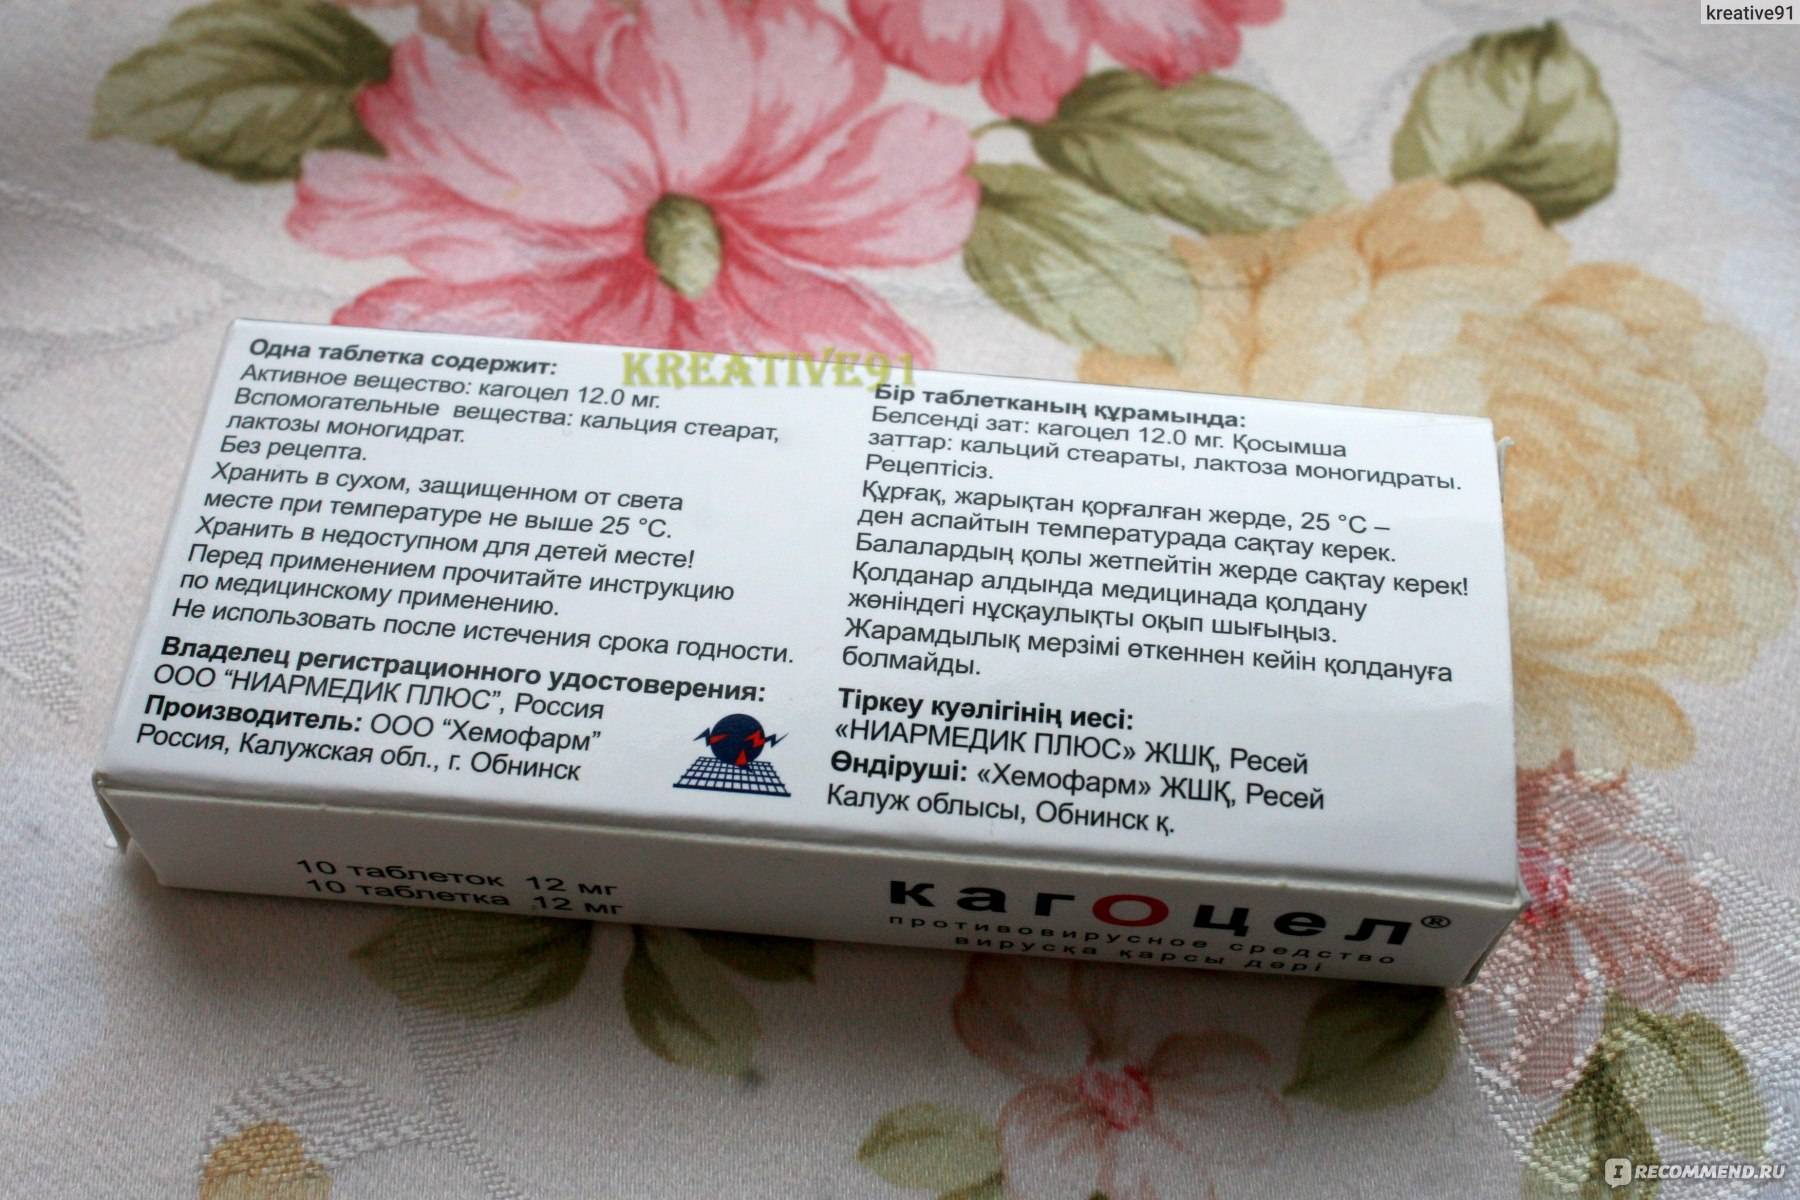 kreative91
KREATIVE91
Одна таблетка содержит:
Активное вещество: кагоцел 12.0 мг.
Вспомогательные вещества: кальция стеарат,
лактозы моногидрат.
Без рецепта.
Хранить в сухом, защищенном от света
месте при температуре не выше 25 °C.
Хранить в недоступном для детей месте!
Перед применением прочитайте инструкцию
по медицинскому применению.
Не использовать после истечения срока годности.
Владелец регистрационного удостоверения:
ООО “НИАРМЕДИК ПЛЮС”, Россия
Производитель: ООО “Хемофарм”
Россия, Калужская обл., г. Обнинск
Бір таблетканың құрамында:
Белсенді зат: кагоцел 12.0 мг. Қосымша
заттар: кальций стеараты, лактоза моногидраты.
Рецептісіз.
Құрғақ, жарықтан қорғалған жерде, 25 °C –
ден аспайтын температурада сақтау керек.
Балалардың қолы жетпейтін жерде сақтау керек!
Қолданар алдында медицинада қолдану
жөніндегі нұсқаулықты оқып шығыңыз.
Жарамдылық мерзімі өткеннен кейін қолдануға
болмайды.
Тіркеу куәлігінің иесі:
«НИАРМЕДИК ПЛЮС» ЖШҚ, Ресей
Өндіруші: «Хемофарм» ЖШҚ, Ресей
Калуж облысы, Обнинск қ.
10 таблеток 12 мг
10 таблетка 12 мг
кагОцел®
противовирусное средство
вирусқа қарсы дәрі
IRECOMMEND.RU